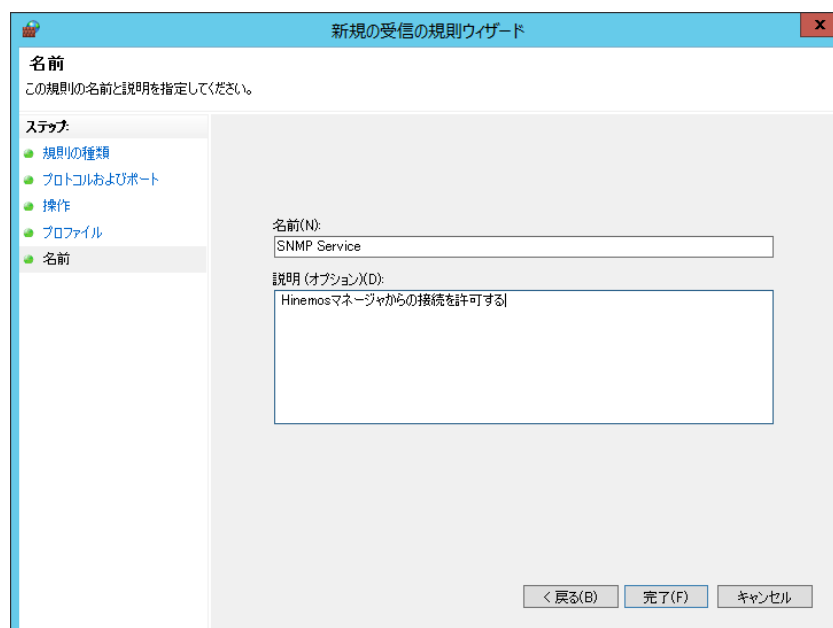 新規の受信の規則ウィザード
x
名前
この規則の名前と説明を指定してください。
ステップ:
規則の種類
プロトコルおよびポート
操作
プロファイル
名前
名前(N):
SNMP Service
説明 (オプション)(D):
Hinemosマネージャからの接続を許可する
< 戻る(B)
完了(F)
キャンセル